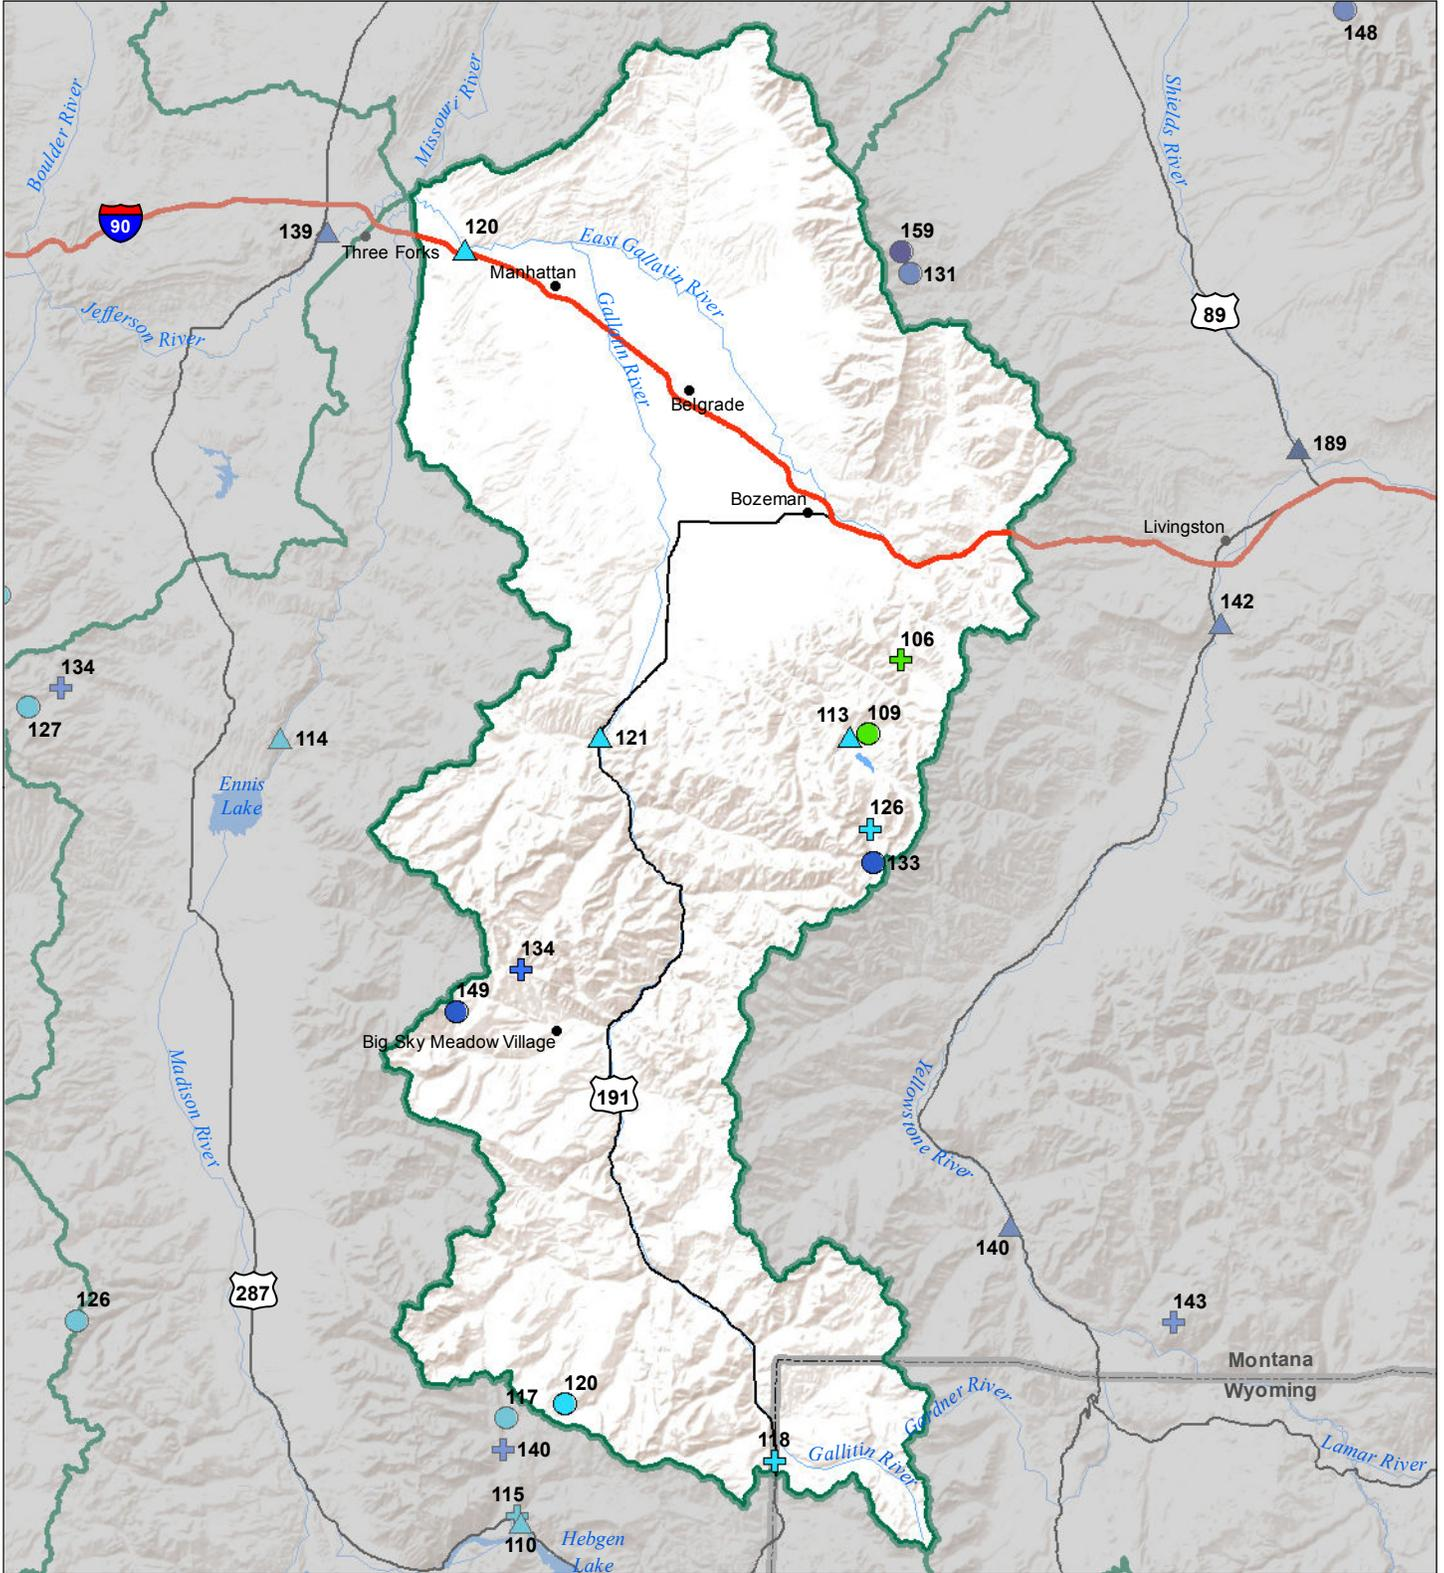 148
Boulder River
Missouri River
Shields River
90
139
Three Forks
120
Manhattan
East Gallatin River
Gallatin River
159
131
89
Jefferson River
Belgrade
189
Bozeman
Livingston
142
134
127
106
114
121
113
109
Ennis
Lake
126
133
134
149
Big Sky Meadow Village
Madison River
191
Yellowstone River
140
287
126
143
Montana
Wyoming
117
120
140
118
Gallitin River
Gardner River
Lamar River
115
110
Hebgen
Lake